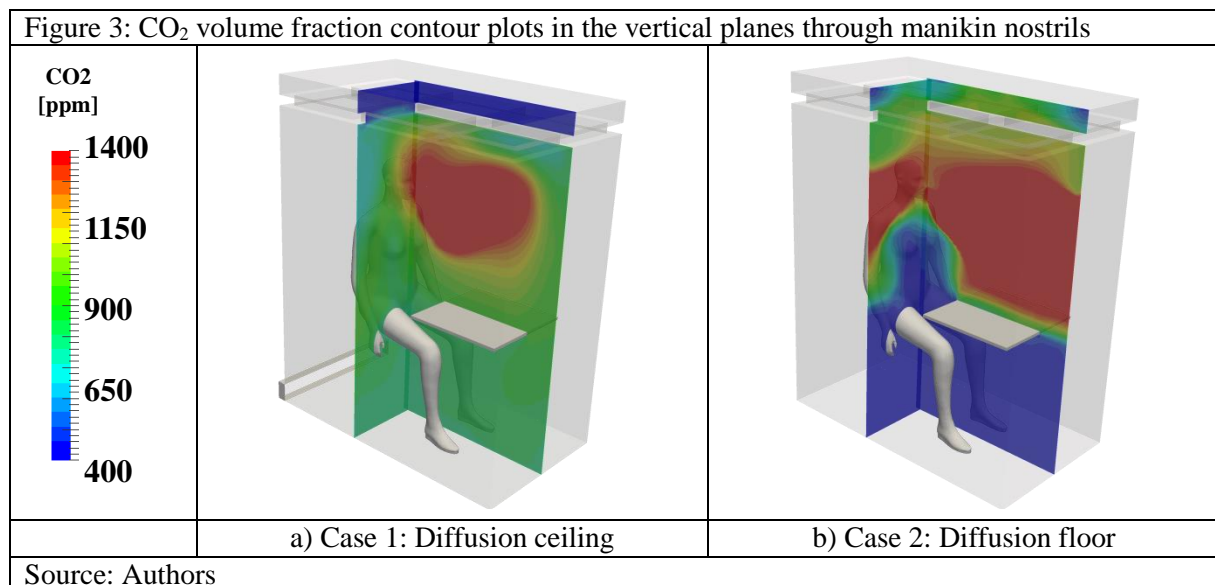 Figure 3: CO₂ volume fraction contour plots in the vertical planes through manikin nostrils
CO2
[ppm]
1400
1150
900
650
400
a) Case 1: Diffusion ceiling
b) Case 2: Diffusion floor
Source: Authors